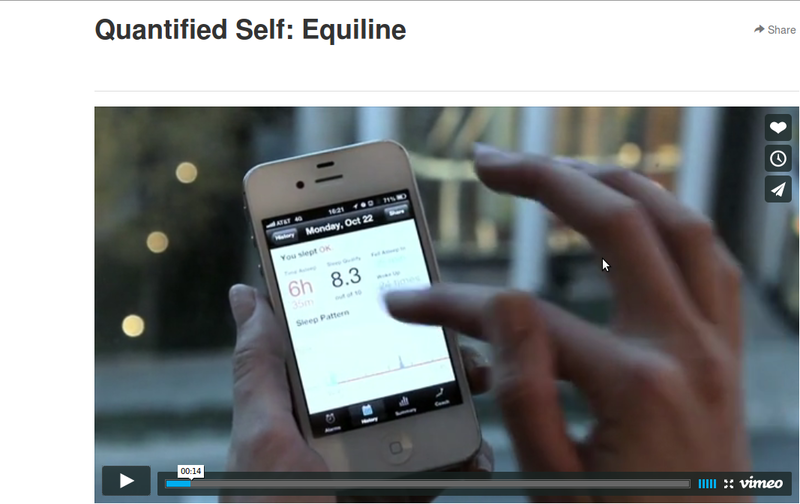 Quantified Self: Equiline
Share
AT&T 4G 10:21 71%
History Monday, Oct 22 Share
You slept OK.
Time Asleep Sleep Quality Fell Asleep In
6h 8.3 Woke Up
35m out of 10 24 times
Sleep Pattern
Alarms History Summary Coach
00:14
vimeo